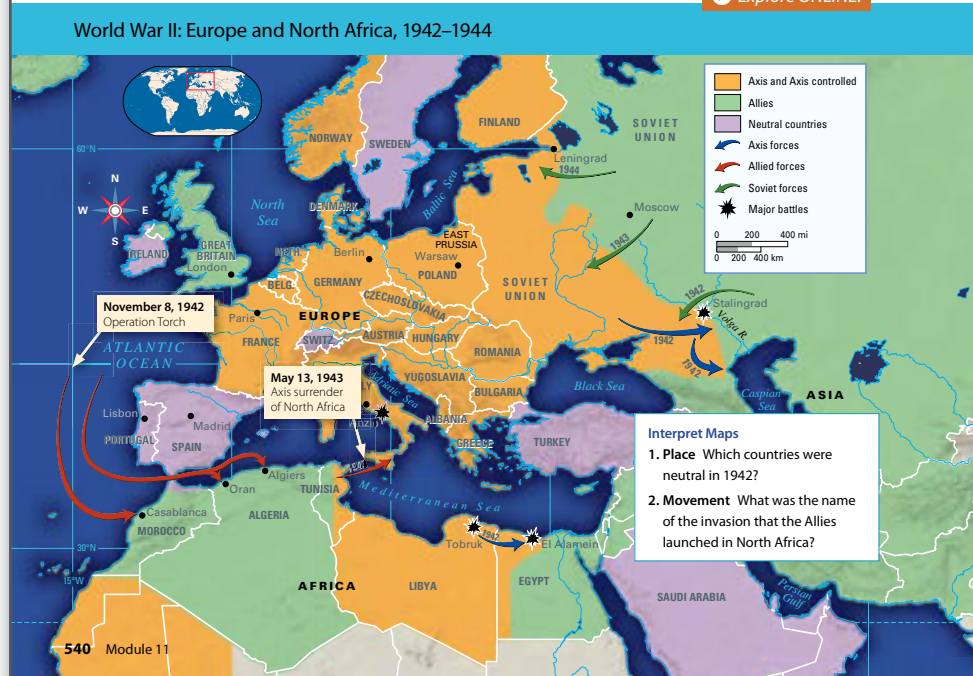 Explore ONLINE!
World War II: Europe and North Africa, 1942–1944
Axis and Axis controlled
Allies
Neutral countries
Axis forces
Allied forces
Soviet forces
Major battles
0 200 400 mi
0 200 400 km
N
W E
S
60°N
NORWAY
SWEDEN
FINLAND
SOVIET
UNION
Leningrad
1944
Baltic Sea
North
Sea
DENMARK
Moscow
1943
IRELAND
GREAT
BRITAIN
London
NETH.
BELG.
Berlin
GERMANY
EAST
PRUSSIA
Warsaw
POLAND
SOVIET
UNION
1942
Stalingrad
Volga R.
1942
1942
CZECHOSLOVAKIA
November 8, 1942
Operation Torch
Paris
EUROPE
FRANCE
SWITZ.
AUSTRIA
HUNGARY
ROMANIA
ATLANTIC
OCEAN
YUGOSLAVIA
BULGARIA
Adriatic Sea
Black Sea
Caspian
Sea
ASIA
May 13, 1943
Axis surrender
of North Africa
Anzio
ALBANIA
GREECE
TURKEY
Lisbon
PORTUGAL
Madrid
SPAIN
Algiers
Oran
TUNISIA
Mediterranean Sea
Casablanca
MOROCCO
ALGERIA
Tobruk
1942
El Alamein
30°N
15°W
AFRICA
LIBYA
EGYPT
SAUDI ARABIA
Persian
Gulf
Interpret Maps
1. Place Which countries were
neutral in 1942?
2. Movement What was the name
of the invasion that the Allies
launched in North Africa?
540 Module 11